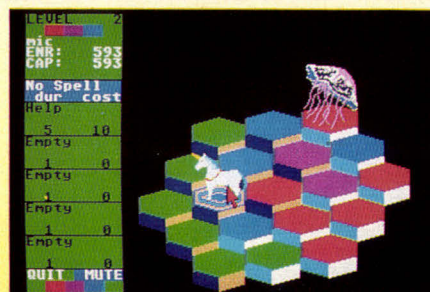 LEVEL 2
mic
ENR: 593
CAP: 593
No Spell
dur cost
Help
5 10
Empty
1 0
Empty
1 0
Empty
1 0
Empty
1 0
QUIT MUTE